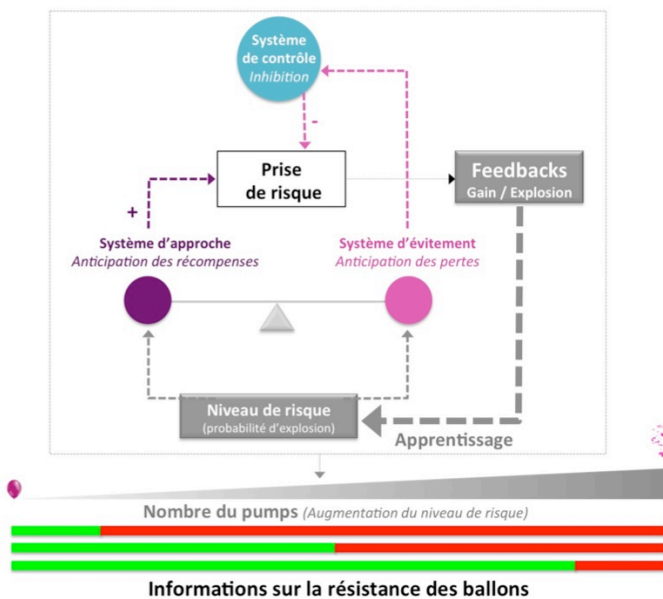 Système
de contrôle
Inhibition
-
Prise
de risque
Feedbacks
Gain / Explosion
+
Système d'approche
Anticipation des récompenses
Système d'évitement
Anticipation des pertes
Niveau de risque
(probabilité d'explosion)
Apprentissage
Nombre du pumps (Augmentation du niveau de risque)
Informations sur la résistance des ballons